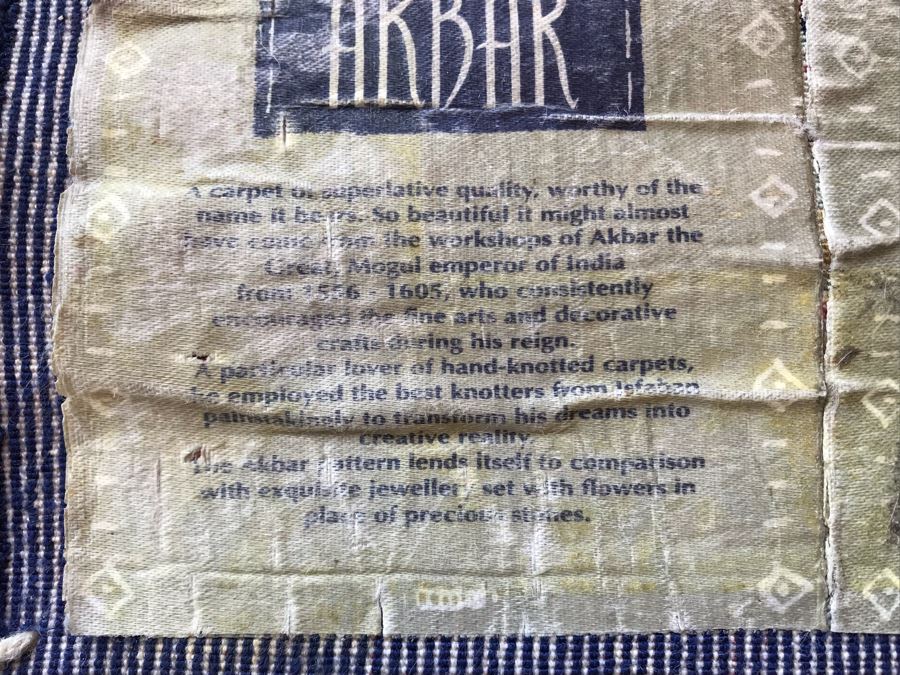 AKBAR
A carpet of superlative quality, worthy of the
name it bears. So beautiful it might almost
have come from the workshops of Akbar the
Great, Mogul emperor of India
from 1556 - 1605, who consistently
encouraged the fine arts and decorative
crafts during his reign.
A particular lover of hand-knotted carpets,
he employed the best knotters from Isfahan
painstakingly to transform his dreams into
creative reality.
The Akbar pattern lends itself to comparison
with exquisite jewellery set with flowers in
place of precious stones.